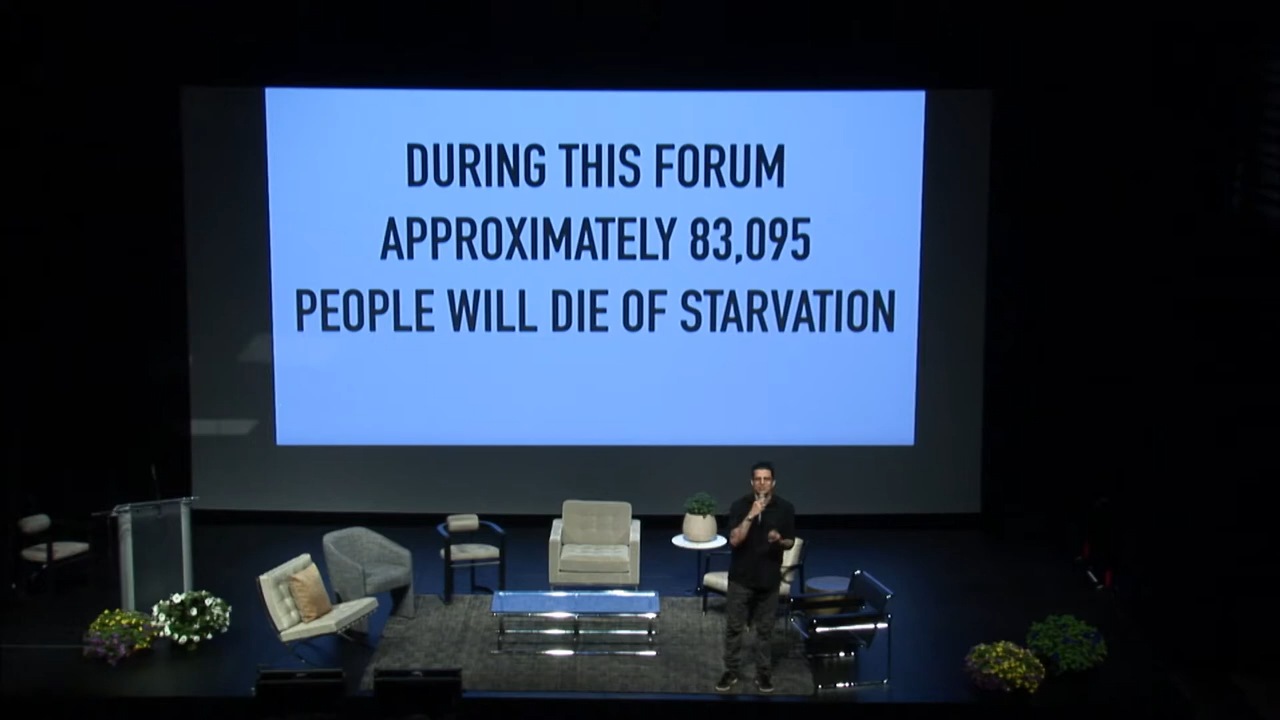 DURING THIS FORUM
APPROXIMATELY 83,095
PEOPLE WILL DIE OF STARVATION